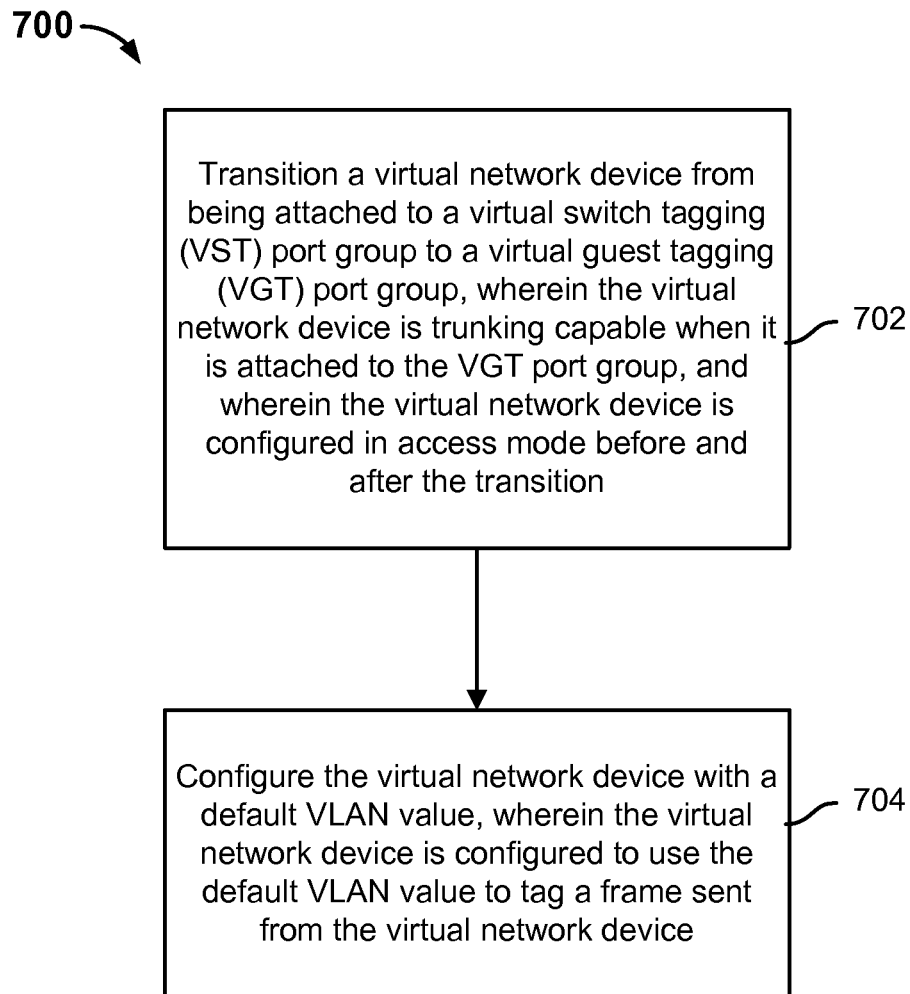 700
Transition a virtual network device from
being attached to a virtual switch tagging
(VST) port group to a virtual guest tagging
(VGT) port group, wherein the virtual
network device is trunking capable when it
is attached to the VGT port group, and
wherein the virtual network device is
configured in access mode before and
after the transition
702
Configure the virtual network device with a
default VLAN value, wherein the virtual
network device is configured to use the
default VLAN value to tag a frame sent
from the virtual network device
704